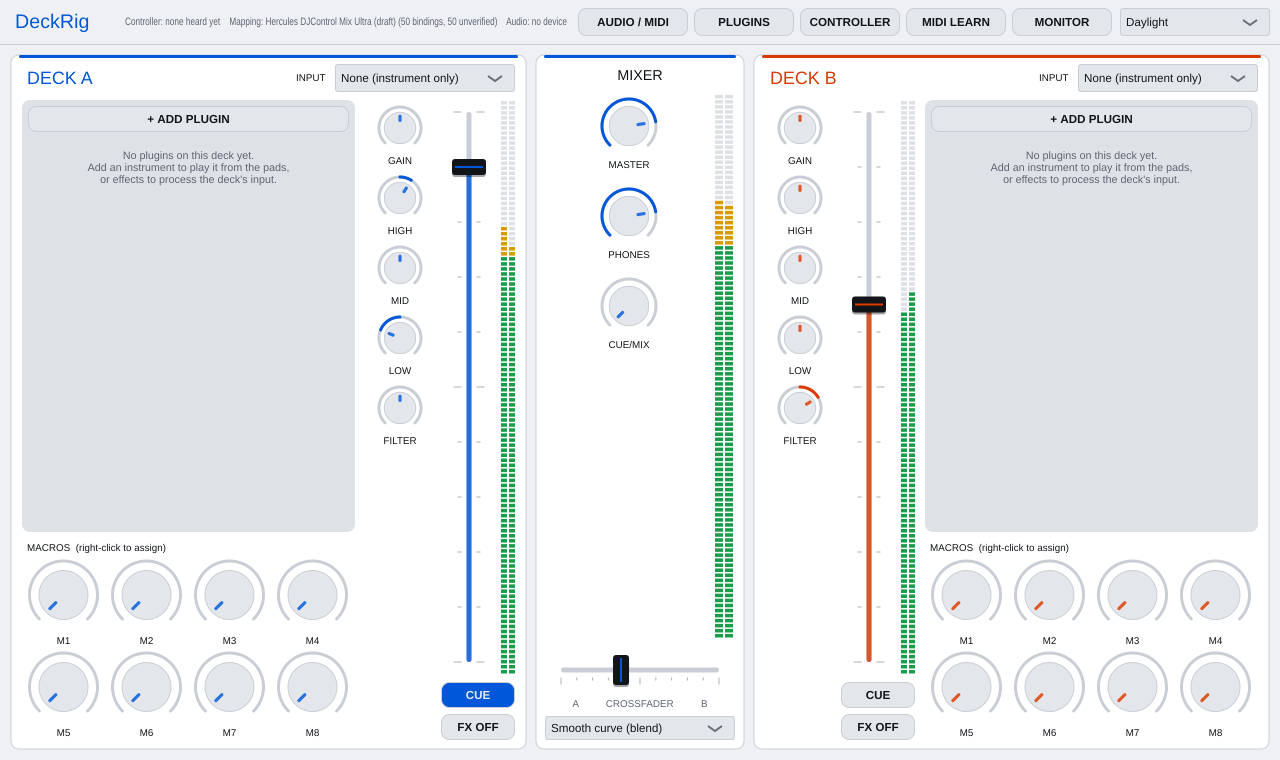 DeckRig
Controller: none heard yet Mapping: Hercules DJControl Mix Ultra (draft) (50 bindings, 50 unverified) Audio: no device
AUDIO / MIDI
PLUGINS
CONTROLLER
MIDI LEARN
MONITOR
Daylight
DECK A
INPUT
None (instrument only)
+ ADD PLUGIN
No plugins on this deck yet.
Add an instrument to play from the pads,
or effects to process the deck's input.
GAIN
HIGH
MID
LOW
FILTER
MACROS (right-click to assign)
M1
M2
M3
M4
M5
M6
M7
M8
CUE
FX OFF
MIXER
MASTER
PHONES
CUE/MIX
A
CROSSFADER
B
Smooth curve (blend)
DECK B
INPUT
None (instrument only)
GAIN
HIGH
MID
LOW
FILTER
+ ADD PLUGIN
No plugins on this deck yet.
Add an instrument to play from the pads,
or effects to process the deck's input.
MACROS (right-click to assign)
M1
M2
M3
M4
M5
M6
M7
M8
CUE
FX OFF